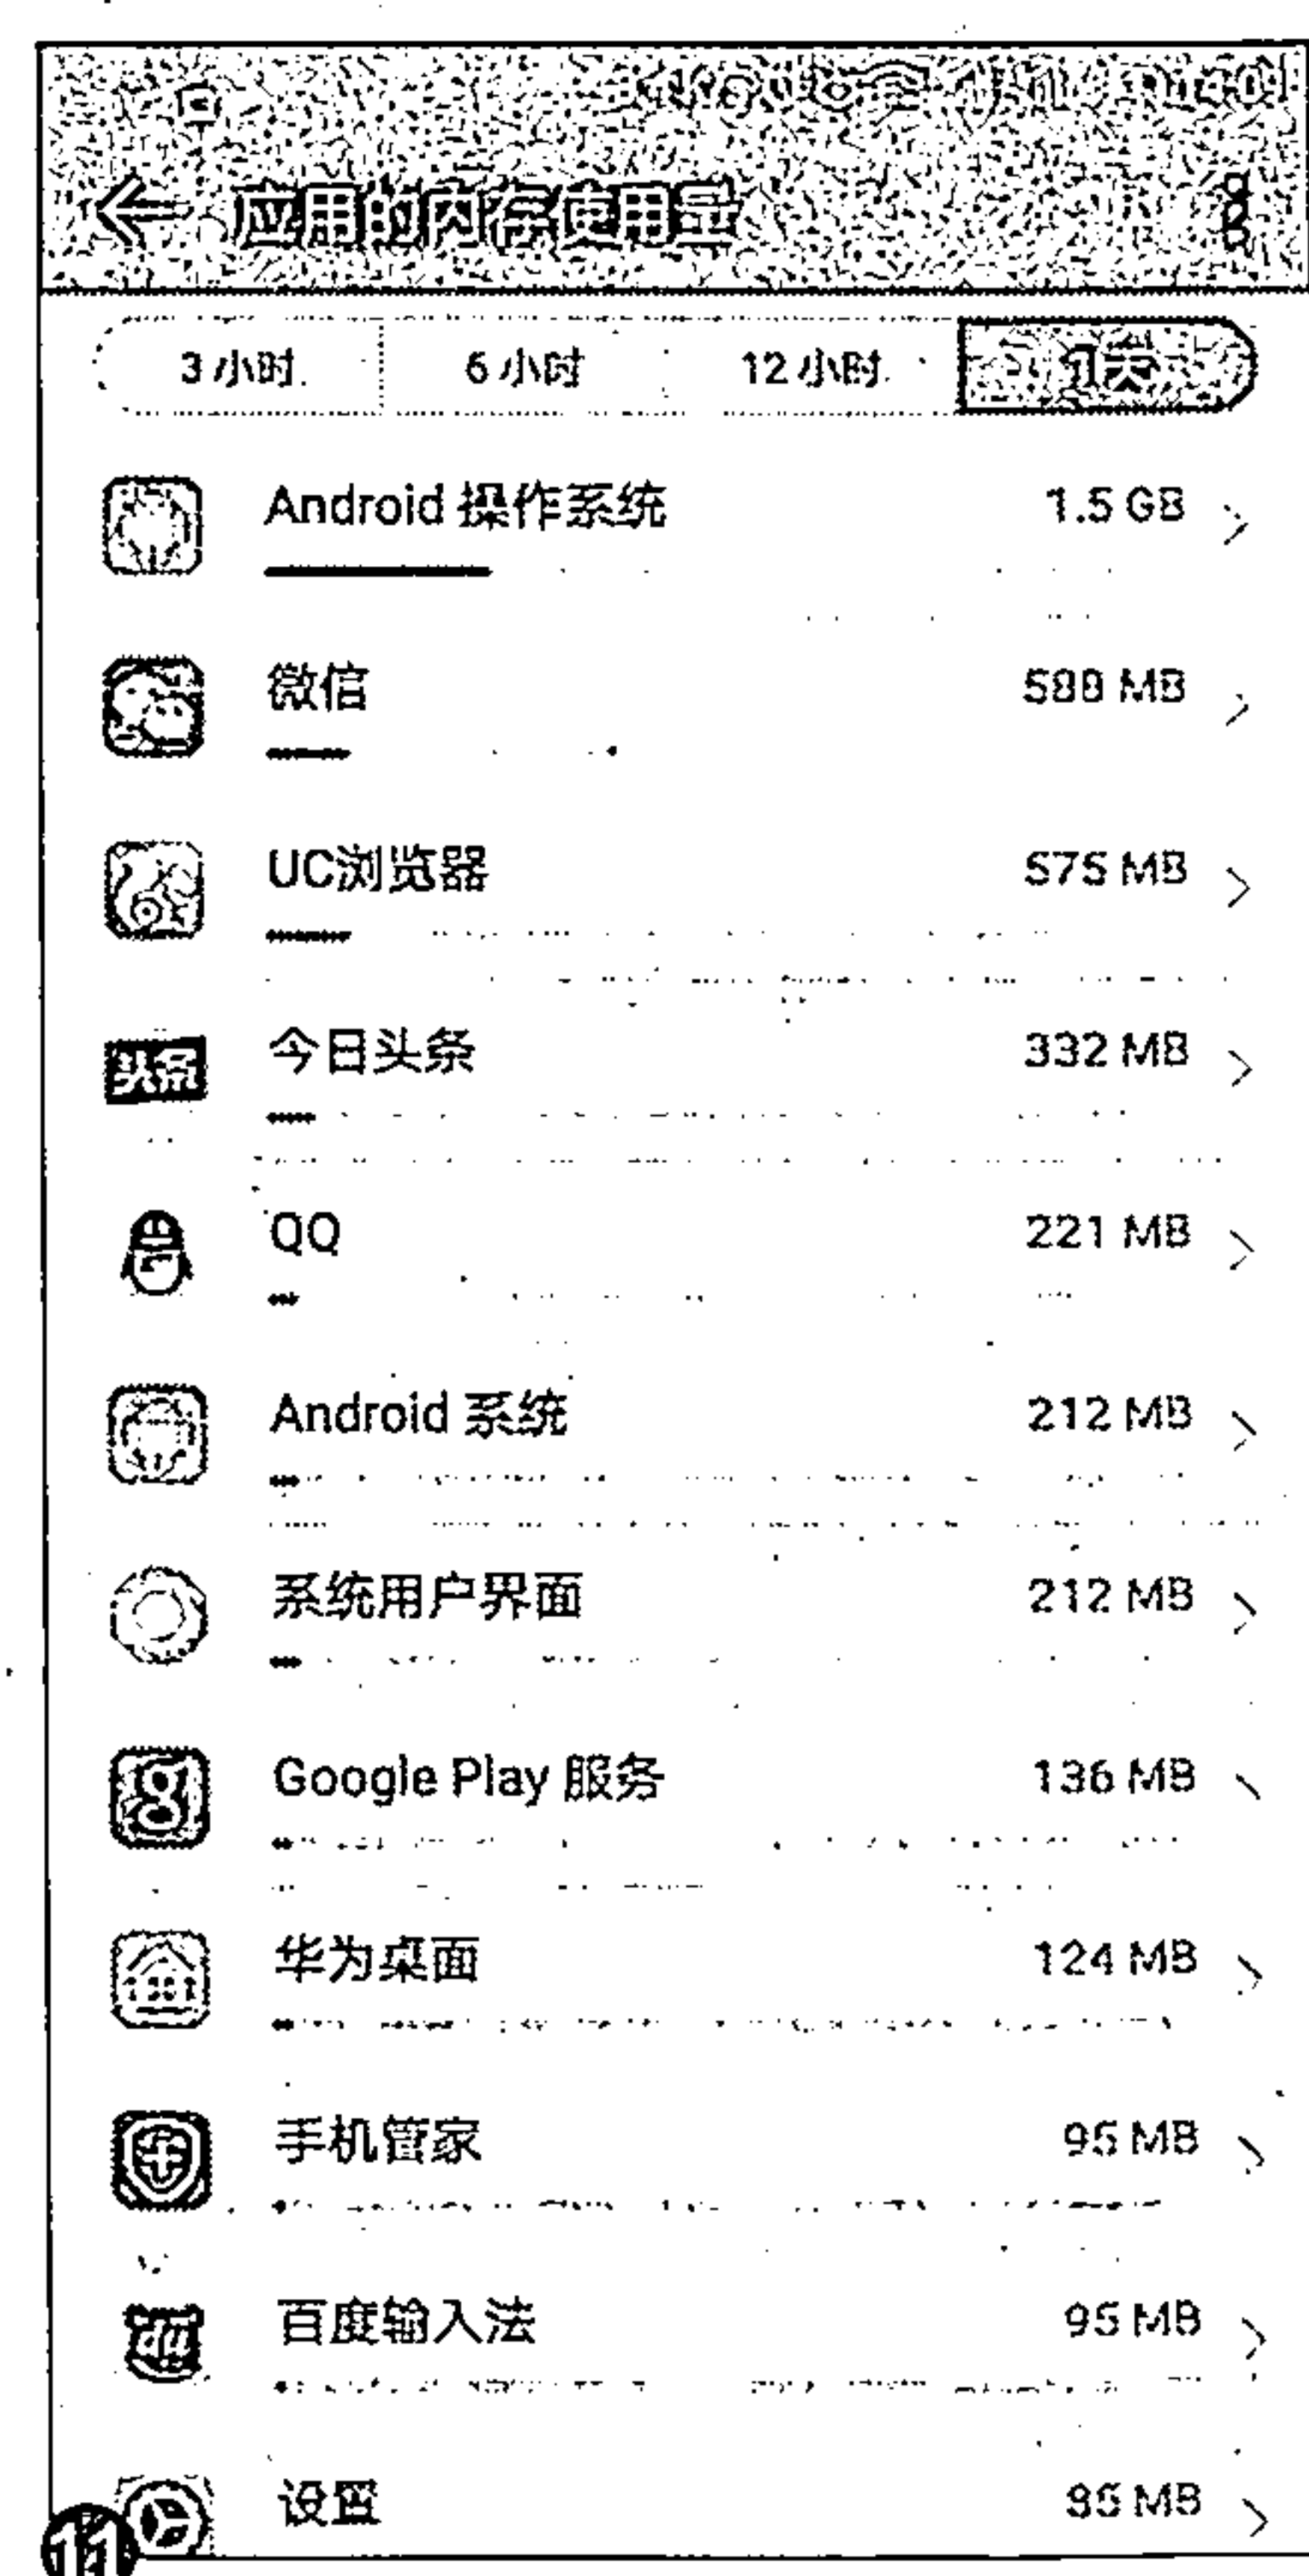 应用的内存使用量
3 小时
6 小时
12 小时
1天
Android 操作系统
1.5 GB
微信
588 MB
UC浏览器
575 MB
头条
今日头条
332 MB
QQ
221 MB
Android 系统
212 MB
系统用户界面
212 MB
Google Play 服务
136 MB
华为桌面
124 MB
手机管家
95 MB
百度输入法
95 MB
设置
11